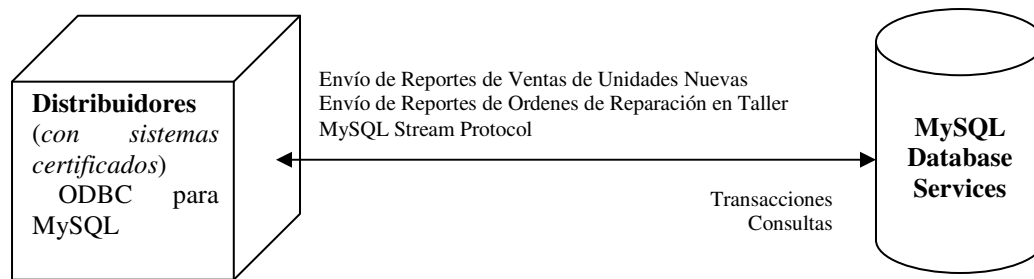 Distribuidores
(con sistemas
certificados)
ODBC para
MySQL
Envío de Reportes de Ventas de Unidades Nuevas
Envío de Reportes de Ordenes de Reparación en Taller
MySQL Stream Protocol
Transacciones
Consultas
MySQL
Database
Services